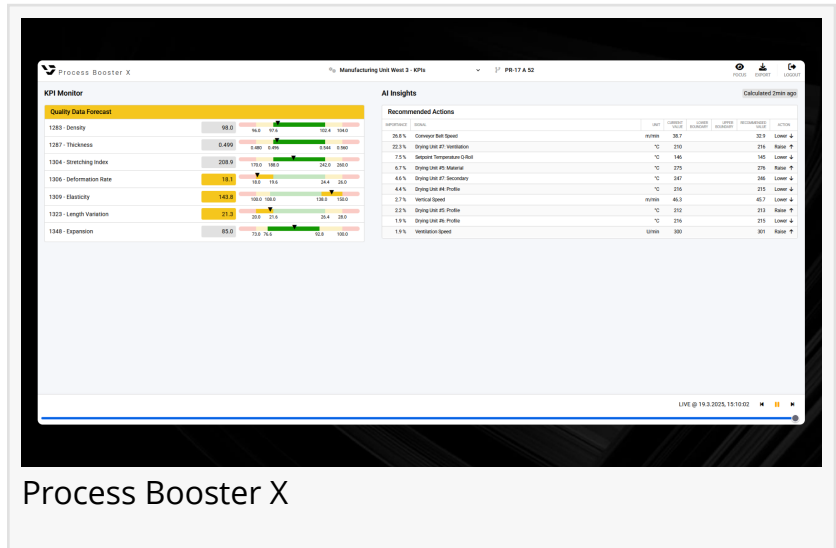 Process Booster X
Manufacturing Unit West 3 - KPIs
PR-17 A 52
FOCUS EXPORT LOGOUT
KPI Monitor
Quality Data Forecast
1283 - Density 98.0 96.0 97.6 102.4 104.0
1287 - Thickness 0.499 0.480 0.496 0.544 0.560
1304 - Stretching Index 208.9 170.0 188.0 242.0 260.0
1306 - Deformation Rate 18.1 18.0 19.6 24.4 26.0
1309 - Elasticity 143.8 100.0 108.0 138.0 150.0
1323 - Length Variation 21.3 20.0 21.6 26.4 28.0
1348 - Expansion 85.0 73.0 76.6 92.8 100.0
AI Insights Calculated 2min ago
Recommended Actions
IMPORTANCE SIGNAL UNIT CURRENT VALUE LOWER BOUNDARY UPPER BOUNDARY RECOMMENDED VALUE ACTION
26.8 % Conveyor Belt Speed m/min 38.7 32.9 Lower ↓
22.3 % Drying Unit #7: Ventilation °C 210 216 Raise ↑
7.5 % Setpoint Temperature Q-Roll °C 146 145 Lower ↓
6.7 % Drying Unit #5: Material °C 275 276 Raise ↑
4.6 % Drying Unit #7: Secondary °C 247 246 Lower ↓
4.4 % Drying Unit #4: Profile °C 216 215 Lower ↓
2.7 % Vertical Speed m/min 46.3 45.7 Lower ↓
2.2 % Drying Unit #5: Profile °C 212 213 Raise ↑
1.9 % Drying Unit #6: Profile °C 216 215 Lower ↓
1.9 % Ventilation Speed U/min 300 301 Raise ↑
LIVE @ 19.3.2025, 15:10:02
Process Booster X